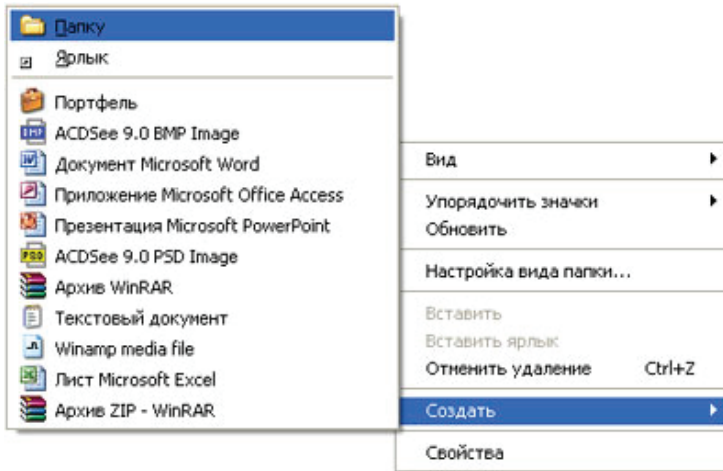 Папку
Ярлык
Портфель
ACDSee 9.0 BMP Image
Документ Microsoft Word
Приложение Microsoft Office Access
Презентация Microsoft PowerPoint
ACDSee 9.0 PSD Image
Архив WinRAR
Текстовый документ
Winamp media file
Лист Microsoft Excel
Архив ZIP - WinRAR
Вид
Упорядочить значки
Обновить
Настройка вида папки...
Вставить
Вставить ярлык
Отменить удаление Ctrl+Z
Создать
Свойства